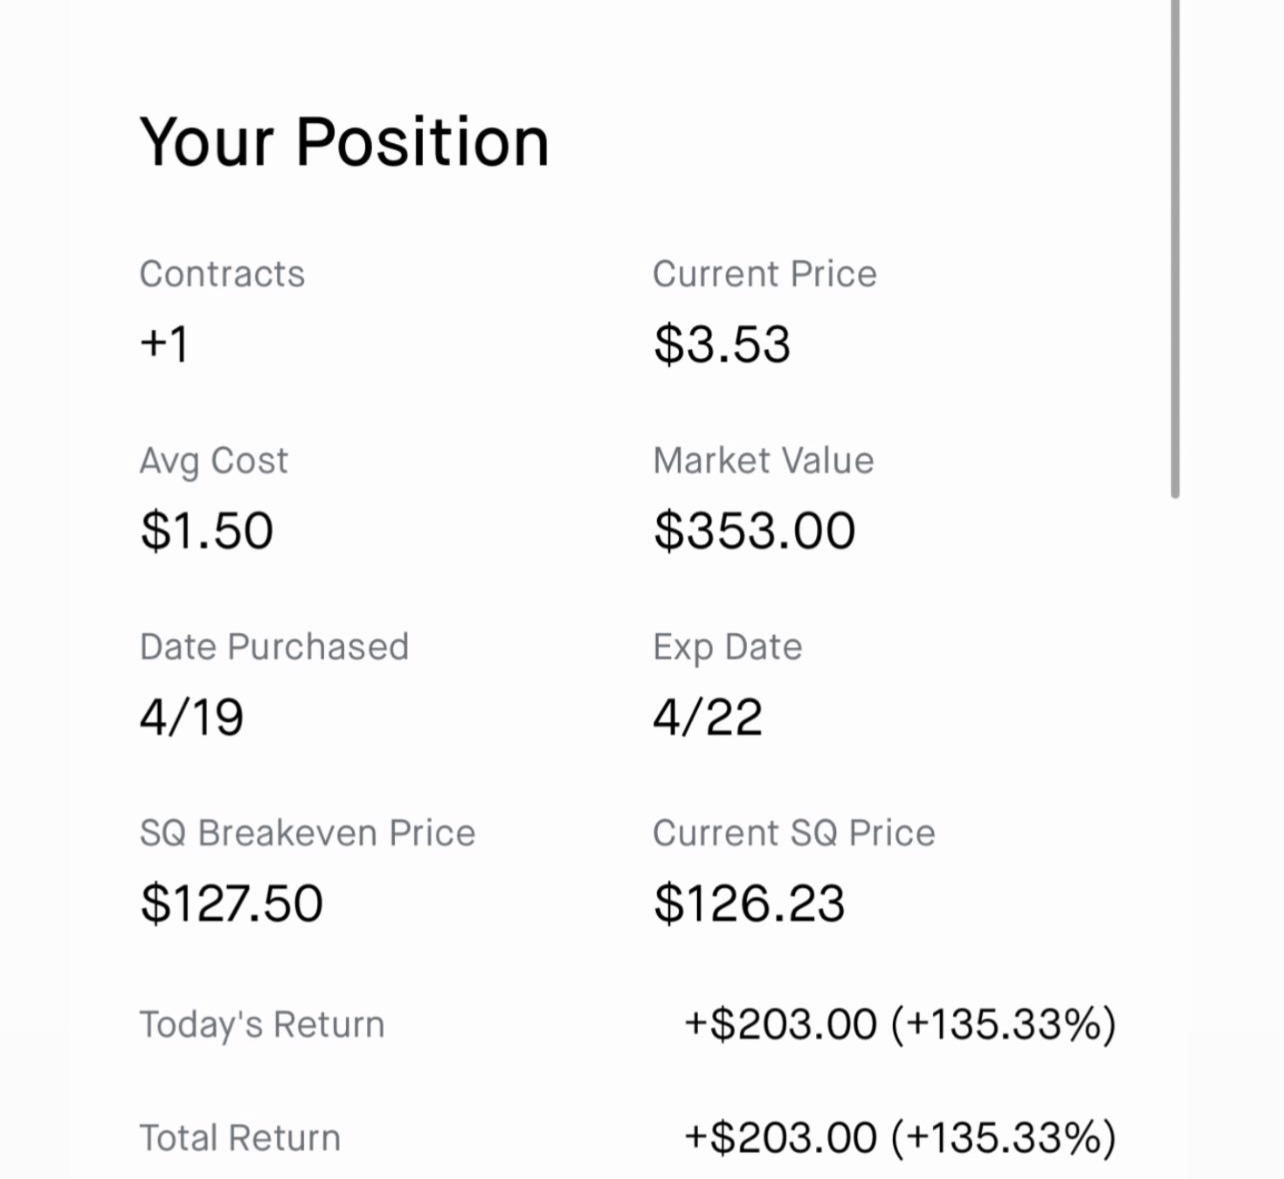 Your Position
Contracts
Current Price
+1
$3.53
Avg Cost
Market Value
$1.50
$353.00
Date Purchased
Exp Date
4/19
4/22
SQ Breakeven Price
Current SQ Price
$127.50
$126.23
Today's Return
+$203.00 (+135.33%)
Total Return
+$203.00 (+135.33%)